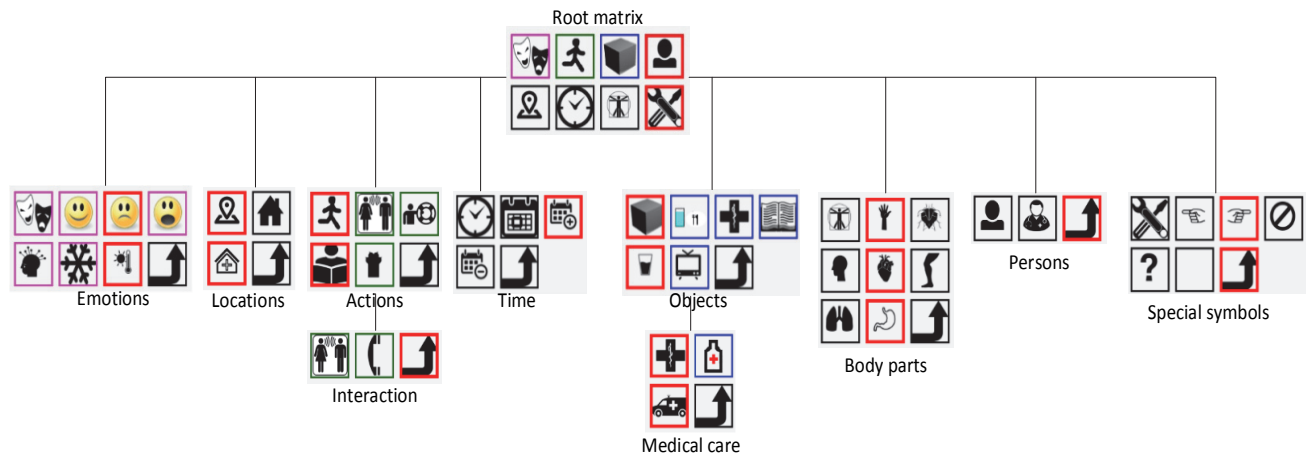 Root matrix
Emotions
Locations
Actions
Time
Objects
Body parts
Persons
Special symbols
?
Interaction
Medical care